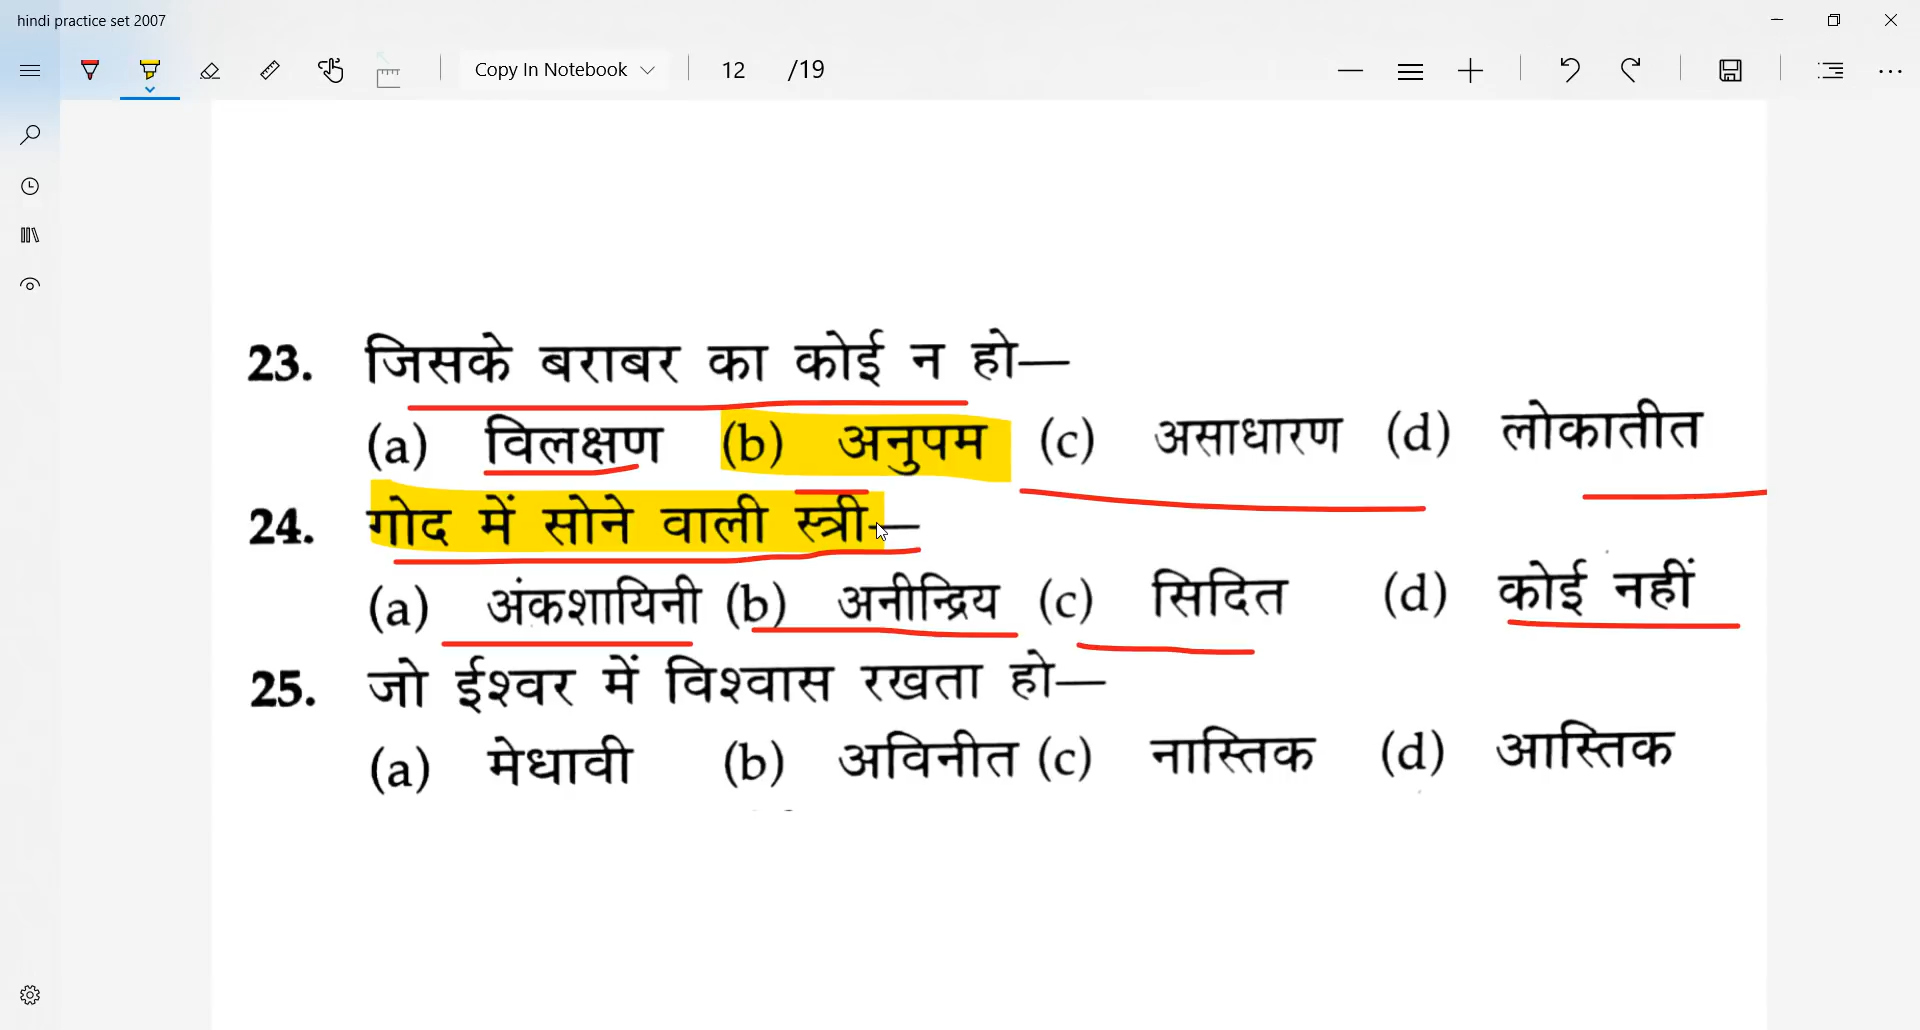 hindi practice set 2007
Copy In Notebook 12 /19
23. जिसके बराबर का कोई न हो—
(a) विलक्षण (b) अनुपम (c) असाधारण (d) लोकातीत
24. गोद में सोने वाली स्त्री—
(a) अंकशायिनी (b) अनीन्द्रिय (c) सिदित (d) कोई नहीं
25. जो ईश्वर में विश्वास रखता हो—
(a) मेधावी (b) अविनीत (c) नास्तिक (d) आस्तिक